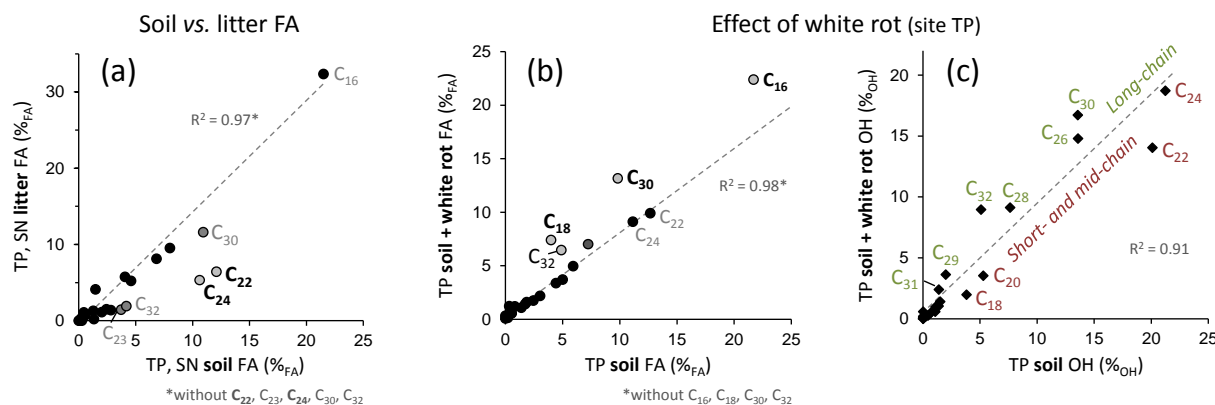 Soil vs. litter FA
Effect of white rot (site TP)
(a)
TP, SN litter FA (%FA)
30
20
10
0
0 5 10 15 20 25
TP, SN soil FA (%FA)
R² = 0.97*
C16
C30
C22
C24
C32
C23
*without C22, C23, C24, C30, C32
(b)
TP soil + white rot FA (%FA)
25
20
15
10
5
0
0 5 10 15 20 25
TP soil FA (%FA)
C16
C30
R² = 0.98*
C18
C32
C22
C24
*without C16, C18, C30, C32
(c)
TP soil + white rot OH (%OH)
20
15
10
5
0
0 5 10 15 20 25
TP soil OH (%OH)
Long-chain
Short- and mid-chain
C30
C24
C26
C22
C32
C28
R² = 0.91
C29
C20
C31
C18